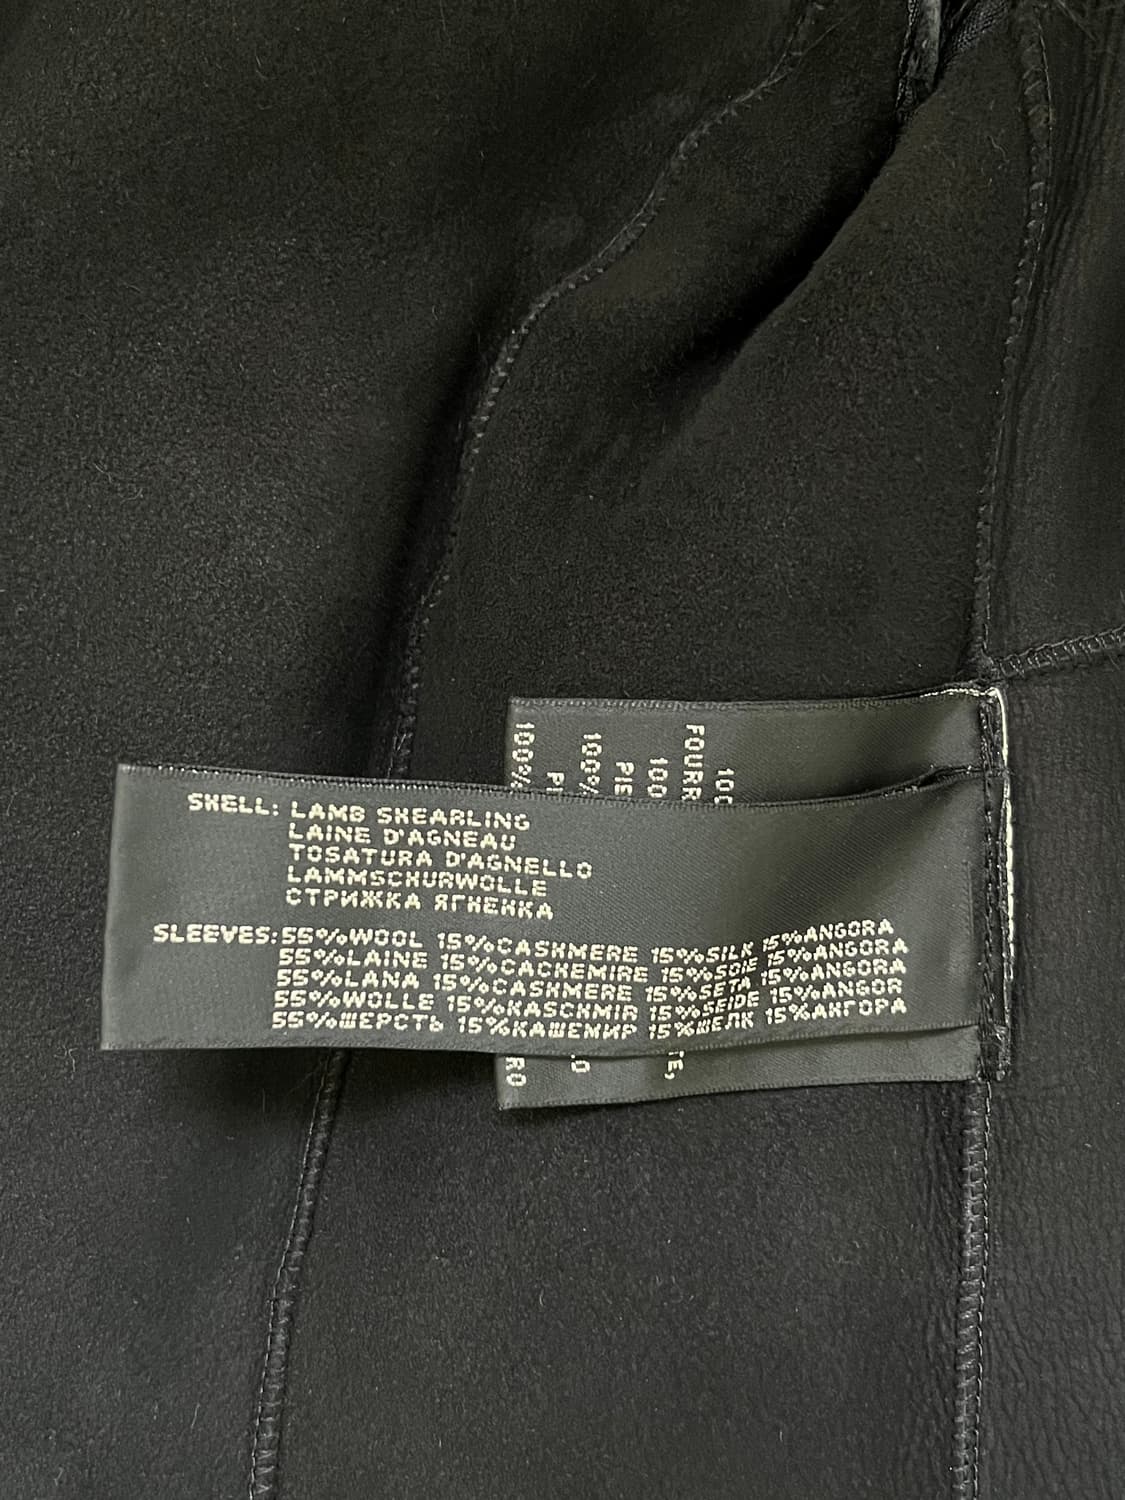 SHELL: LAMB SHEARLING
LAINE D'AGNEAU
TOSATURA D'AGNELLO
LAMMSCHURWOLLE
СТРИЖКА ЯГНЕНКА
SLEEVES: 55%WOOL 15%CASHMERE 15%SILK 15%ANGORA
55%LAINE 15%CACHEMIRE 15%SOIE 15%ANGORA
55%LANA 15%CASHMERE 15%SETA 15%ANGORA
55%WOLLE 15%KASCHMIR 15%SEIDE 15%ANGOR
55%ШЕРСТЬ 15%КАШЕМИР 15%ШЕЛК 15%АНГОРА
100%
100%